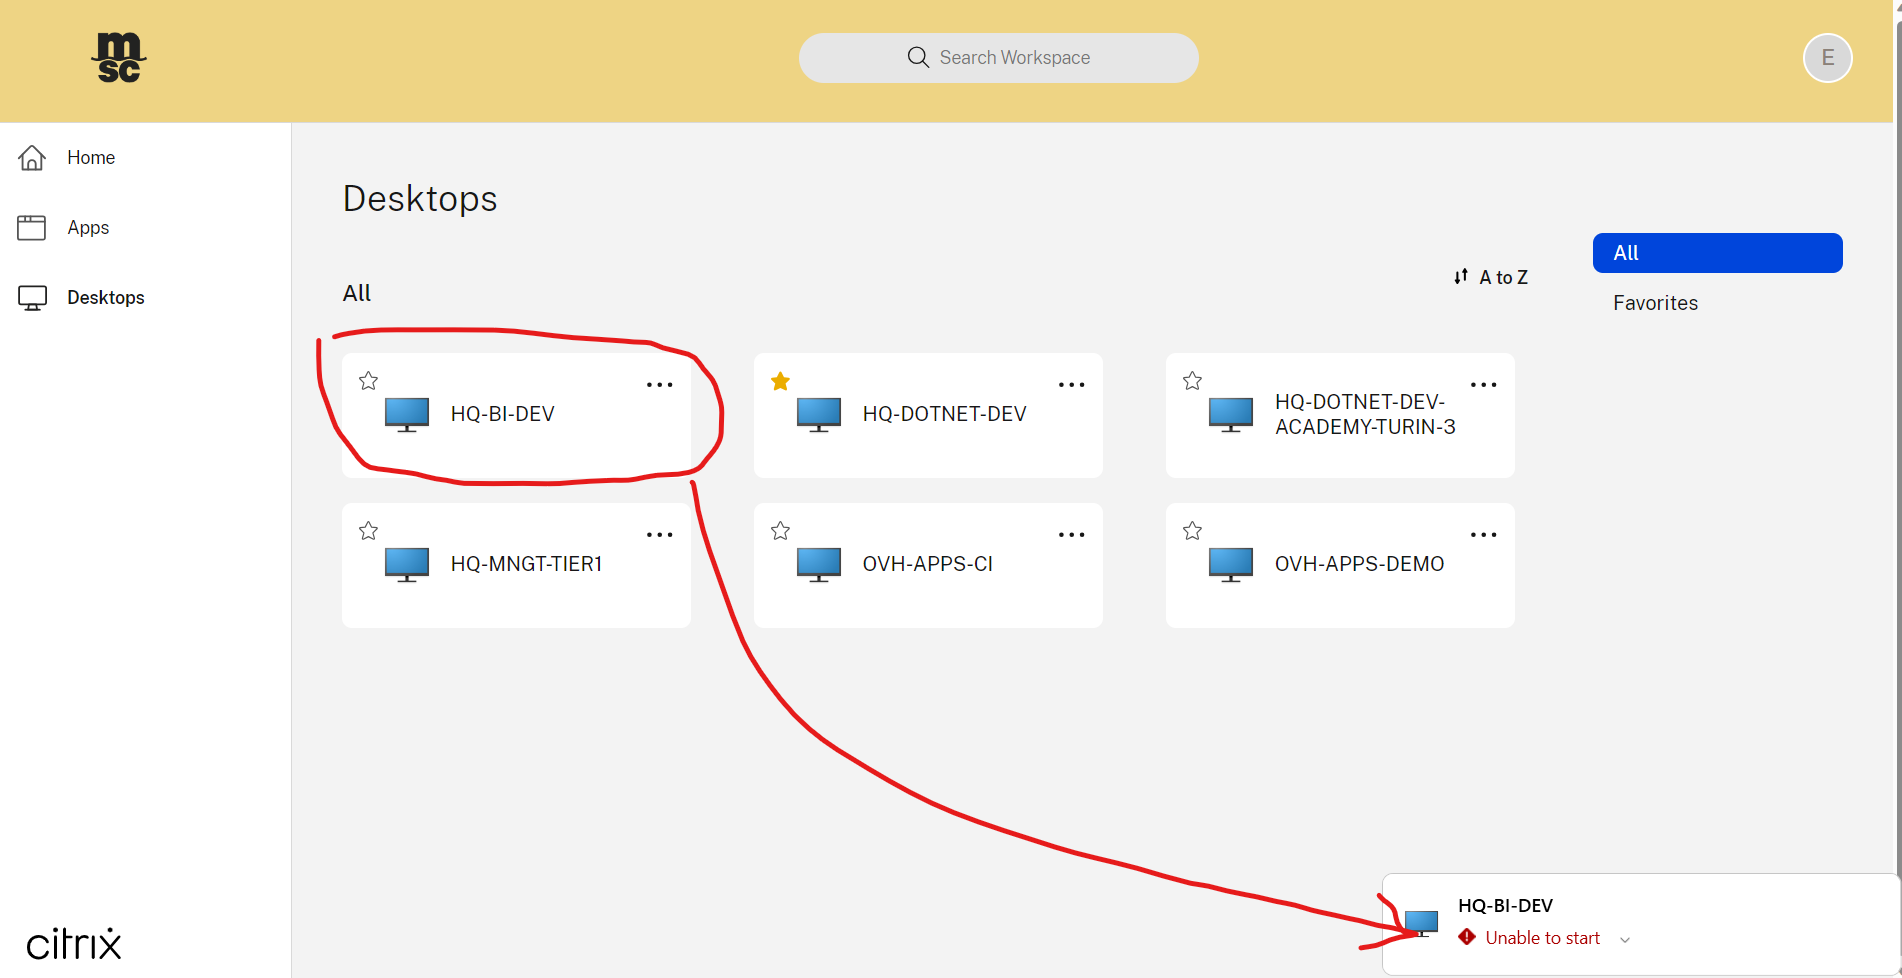 msc
Search Workspace
E
Home
Apps
Desktops
Desktops
All
A to Z
All
Favorites
HQ-BI-DEV
HQ-DOTNET-DEV
HQ-DOTNET-DEV-
ACADEMY-TURIN-3
HQ-MNGT-TIER1
OVH-APPS-CI
OVH-APPS-DEMO
HQ-BI-DEV
Unable to start
citrix